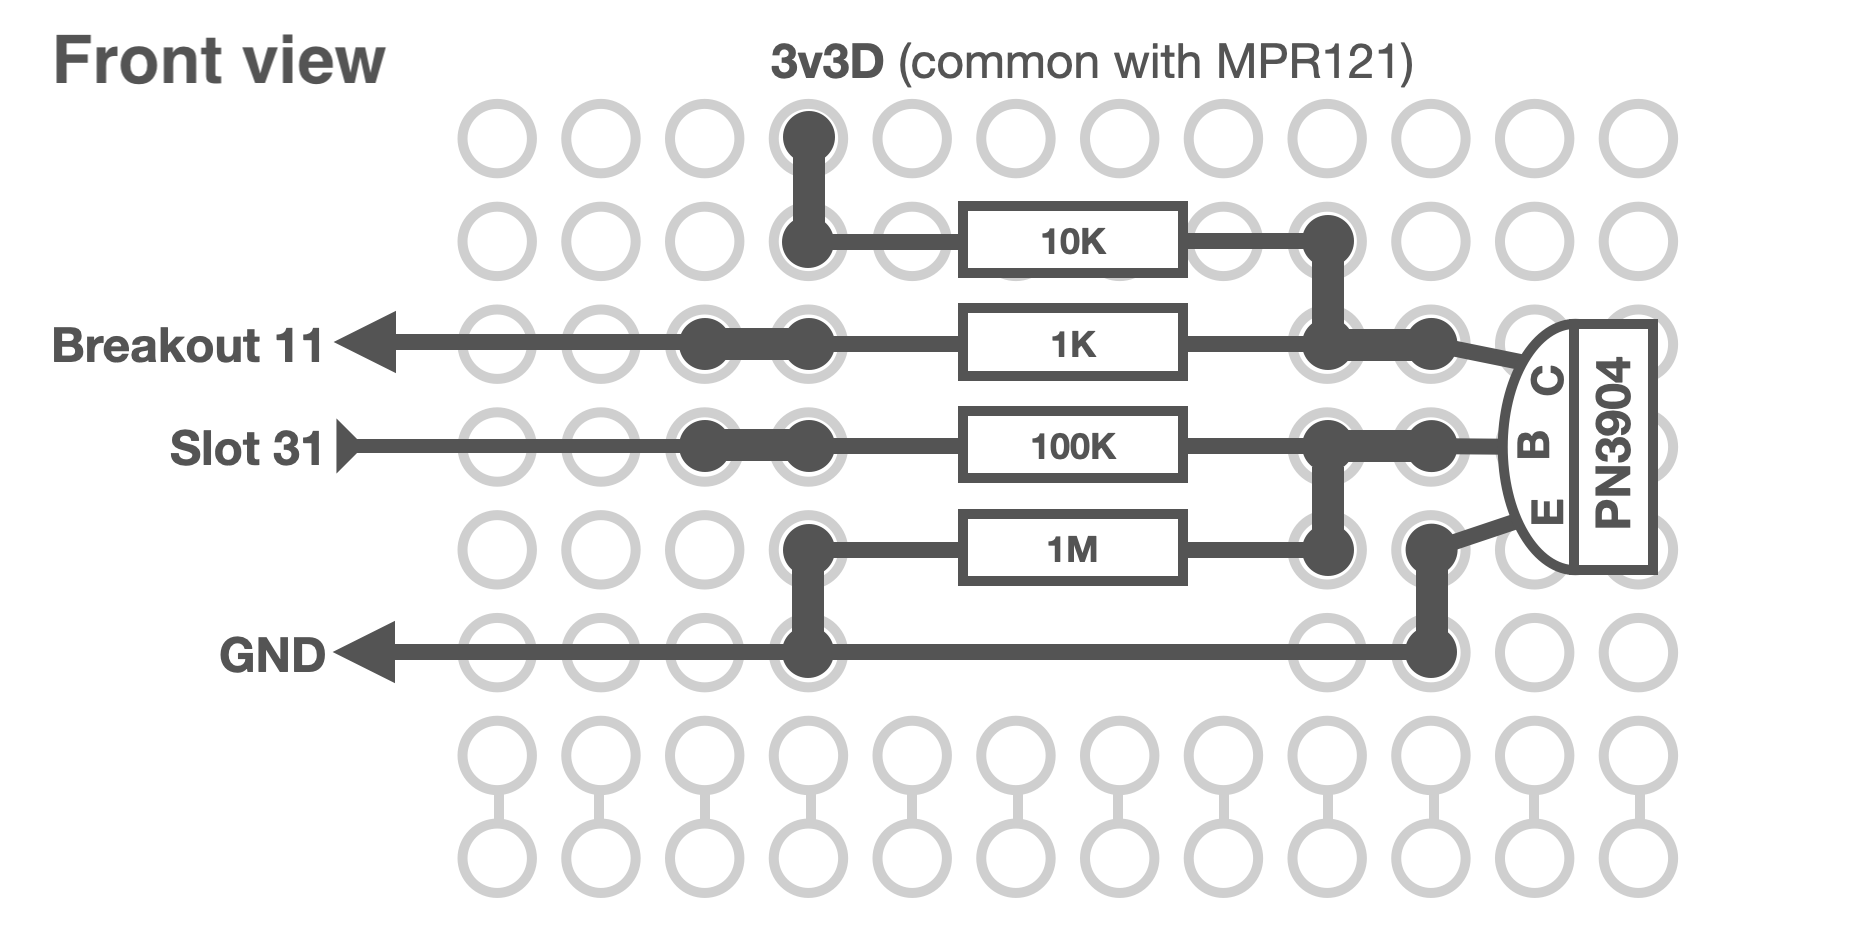 Front view
3v3D (common with MPR121)
10K
Breakout 11
1K
C
Slot 31
100K
B
PN3904
E
1M
GND